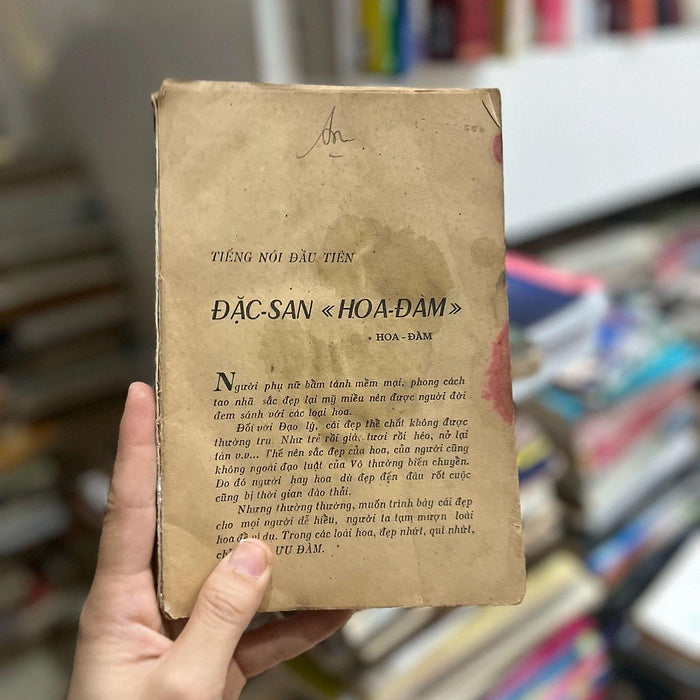 TIẾNG NÓI ĐẦU TIÊN
ĐẶC-SAN « HOA-ĐÀM »
• HOA - ĐÀM
Người phụ nữ bẩm tánh mềm mại, phong cách
tao nhã sắc đẹp lại mỹ miều nên được người đời
đem sánh với các loại hoa.
Đối với Đạo lý, cái đẹp thể chất không được
thường trụ. Như trẻ rồi già, tươi rồi héo, nở lại
tàn v.v... Thế nên sắc đẹp của hoa, của người cũng
không ngoài đạo luật của Vô thường biến chuyển.
Do đó người hay hoa dù đẹp đến đâu rốt cuộc
cũng bị thời gian đào thải.
Nhưng thường thường, muốn trình bày cái đẹp
cho mọi người dễ hiểu, người ta tạm mượn loài
hoa để ví dụ. Trong các loài hoa, đẹp nhứt, quí nhứt,
ƯU ĐÀM.